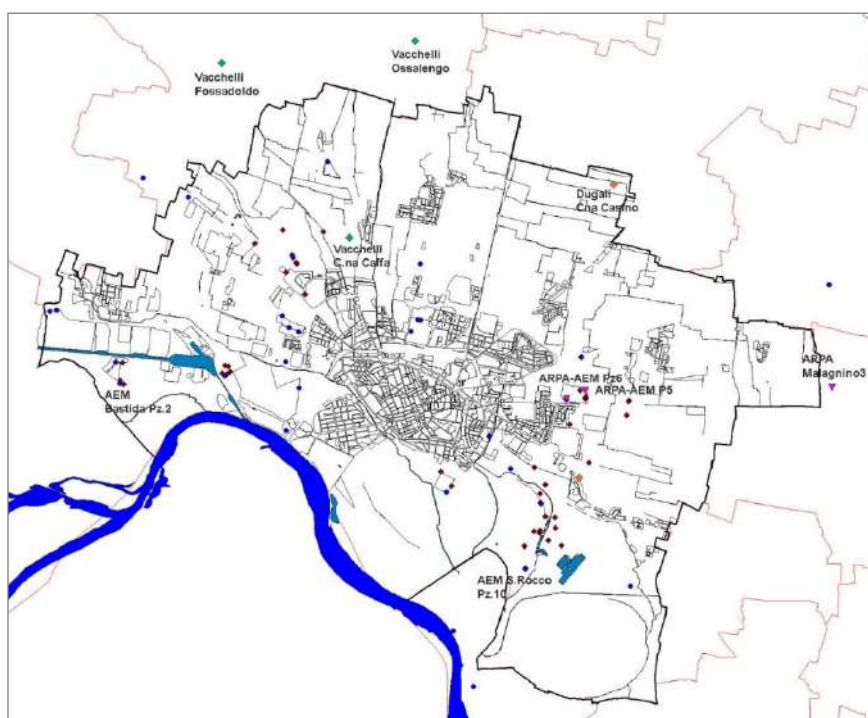 Vacchelli
Ossalengo
Vacchelli
Fossadoldo
Dugali
C.na Casino
Vacchelli
C.na Caffa
ARPA
Malagnino3
ARPA-AEM Pz6
ARPA-AEM P5
AEM
Bastida Pz.2
AEM S.Rocco
Pz.10